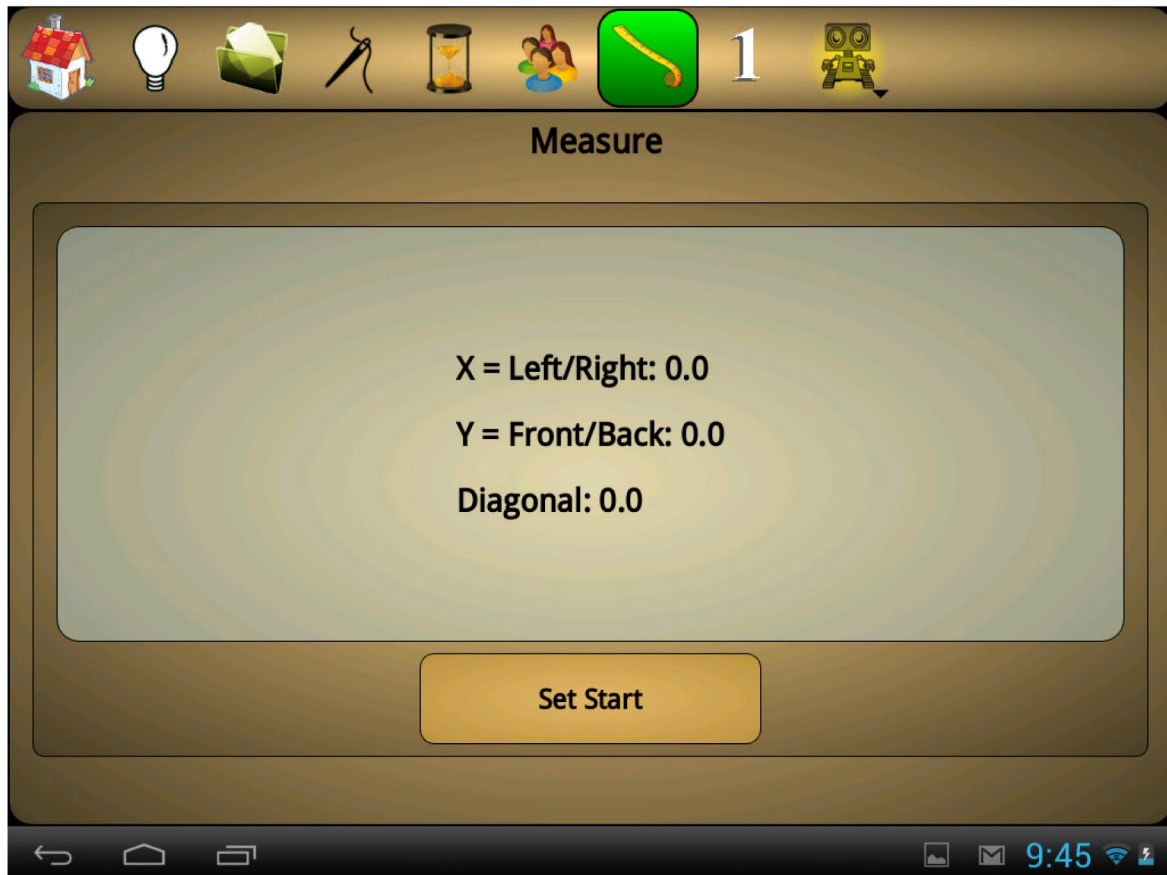 1
Measure
X = Left/Right: 0.0
Y = Front/Back: 0.0
Diagonal: 0.0
Set Start
9:45